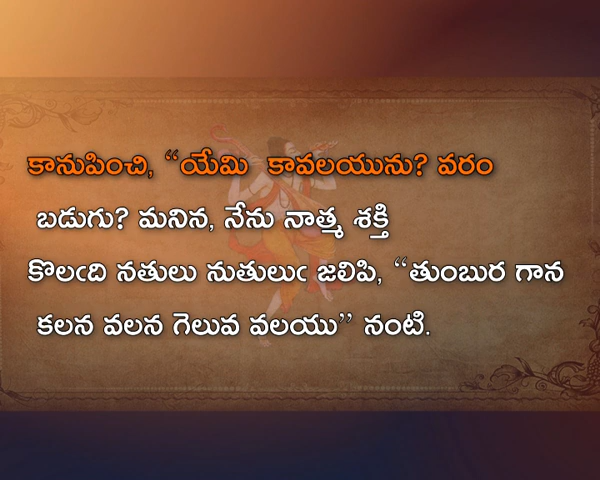 కానుపించి, “యేమి కావలయును? వరం
బడుగు? మనిన, నేను నాత్మ శక్తి
కొలఁది నతులు నుతులుఁ జలిపి, “తుంబుర గాన
కలన వలన గెలువ వలయు” నంటి.